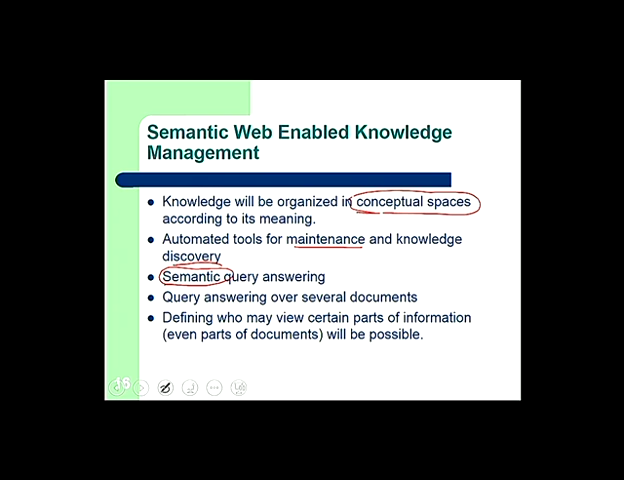 Semantic Web Enabled Knowledge
Management
Knowledge will be organized in conceptual spaces
according to its meaning.
Automated tools for maintenance and knowledge
discovery
Semantic query answering
Query answering over several documents
Defining who may view certain parts of information
(even parts of documents) will be possible.
16